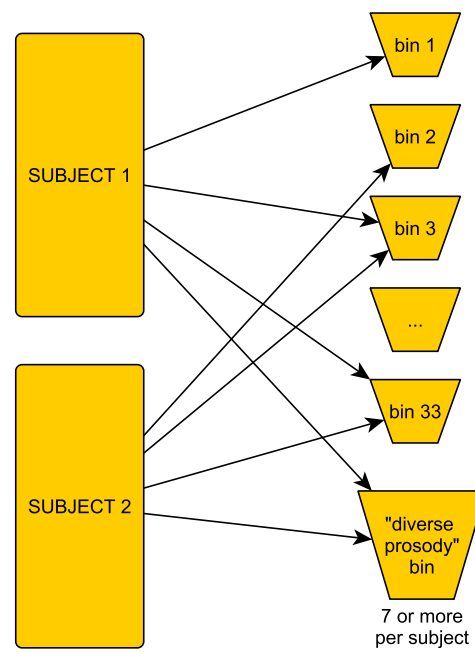 SUBJECT 1
SUBJECT 2
bin 1
bin 2
bin 3
...
bin 33
"diverse
prosody"
bin
7 or more
per subject